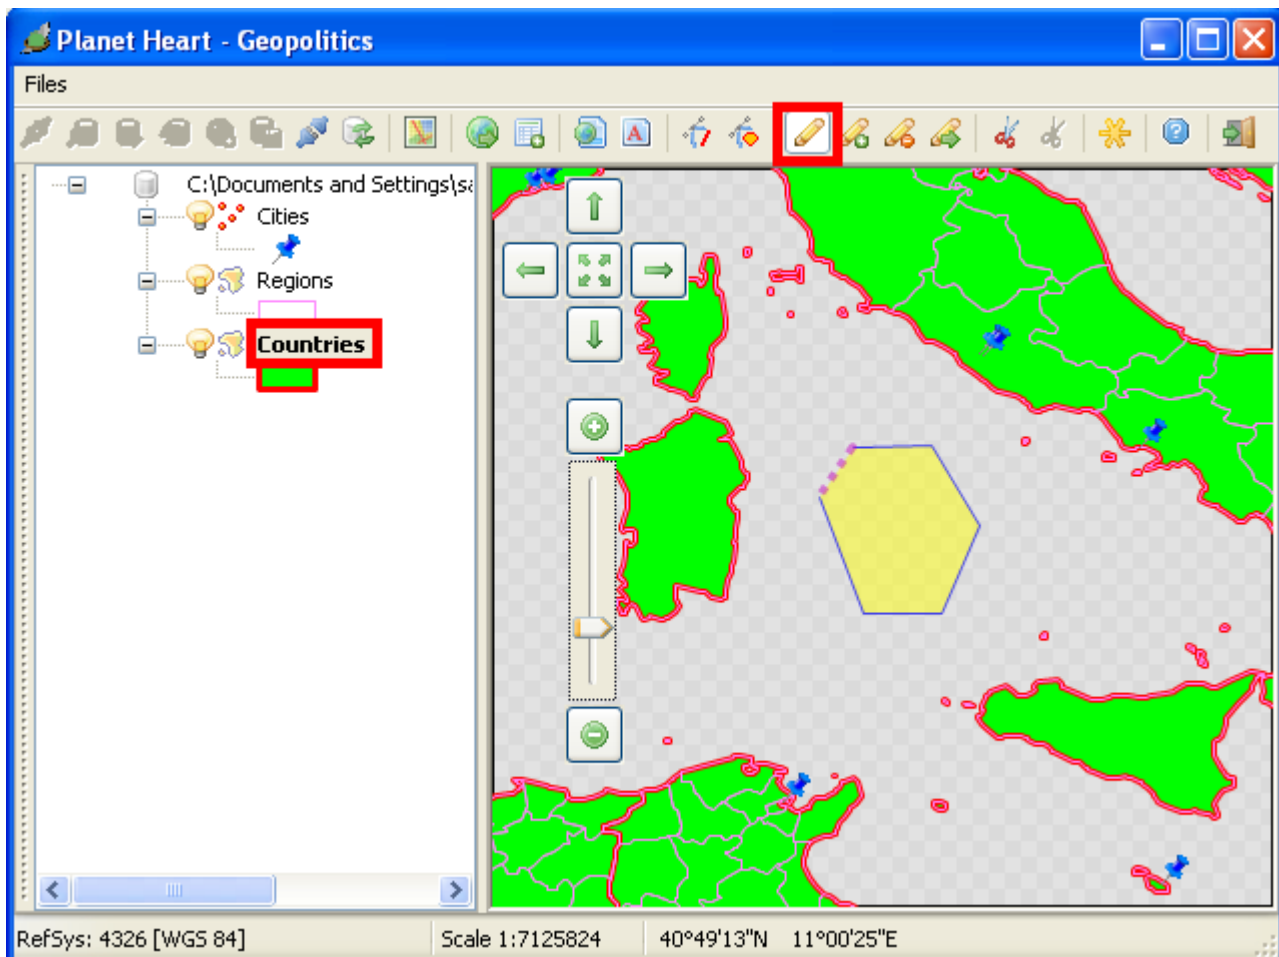 Planet Heart - Geopolitics
Files
C:\Documents and Settings\sa
Cities
Regions
Countries
RefSys: 4326 [WGS 84] Scale 1:7125824 40°49'13"N 11°00'25"E